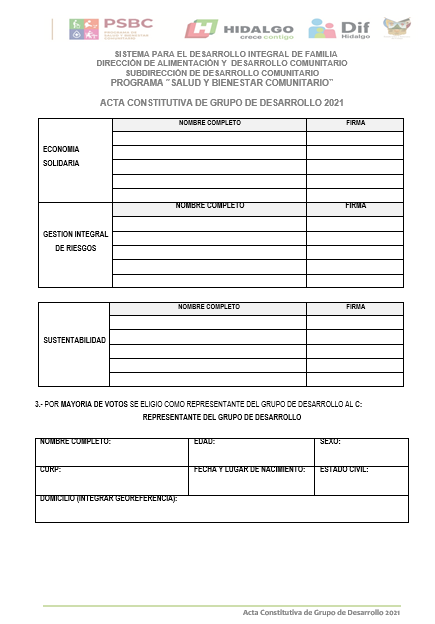 PSBC
HIDALGO
crece contigo
Dif
Hidalgo
SISTEMA PARA EL DESARROLLO INTEGRAL DE FAMILIA
DIRECCIÓN DE ALIMENTACIÓN Y DESARROLLO COMUNITARIO
SUBDIRECCIÓN DE DESARROLLO COMUNITARIO
PROGRAMA "SALUD Y BIENESTAR COMUNITARIO"
ACTA CONSTITUTIVA DE GRUPO DE DESARROLLO 2021
NOMBRE COMPLETO FIRMA
ECONOMIA
SOLIDARIA
NOMBRE COMPLETO FIRMA
GESTION INTEGRAL
DE RIESGOS
NOMBRE COMPLETO FIRMA
SUSTENTABILIDAD
3.- POR MAYORIA DE VOTOS SE ELIGIO COMO REPRESENTANTE DEL GRUPO DE DESARROLLO AL C:
REPRESENTANTE DEL GRUPO DE DESARROLLO
NOMBRE COMPLETO: EDAD: SEXO:
CURP: FECHA Y LUGAR DE NACIMIENTO: ESTADO CIVIL:
DOMICILIO (INTEGRAR GEOREFERENCIA):
Acta Constitutiva de Grupo de Desarrollo 2021